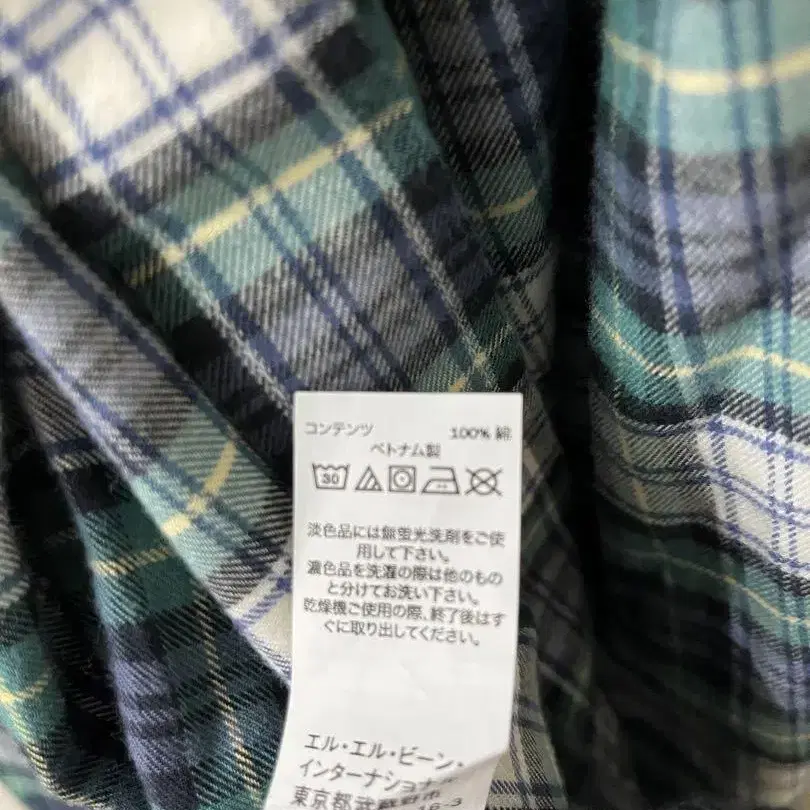 コンテンツ 100% 綿
ベトナム製
30
淡色品には無蛍光洗剤をご使
用して下さい。
濃色品を洗濯の際は他のもの
と分けてお洗い下さい。
乾燥機ご使用の際、終了後はす
ぐに取り出してください。
エル・エル・ビーン・
インターナショナル
東京都武蔵野市
16-3